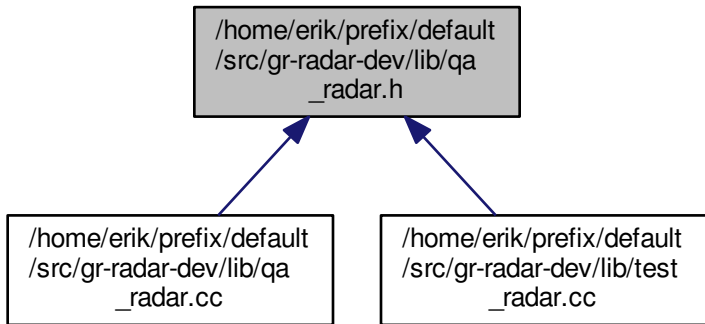 /home/erik/prefix/default
/src/gr-radar-dev/lib/qa
_radar.h
/home/erik/prefix/default
/src/gr-radar-dev/lib/qa
_radar.cc
/home/erik/prefix/default
/src/gr-radar-dev/lib/test
_radar.cc